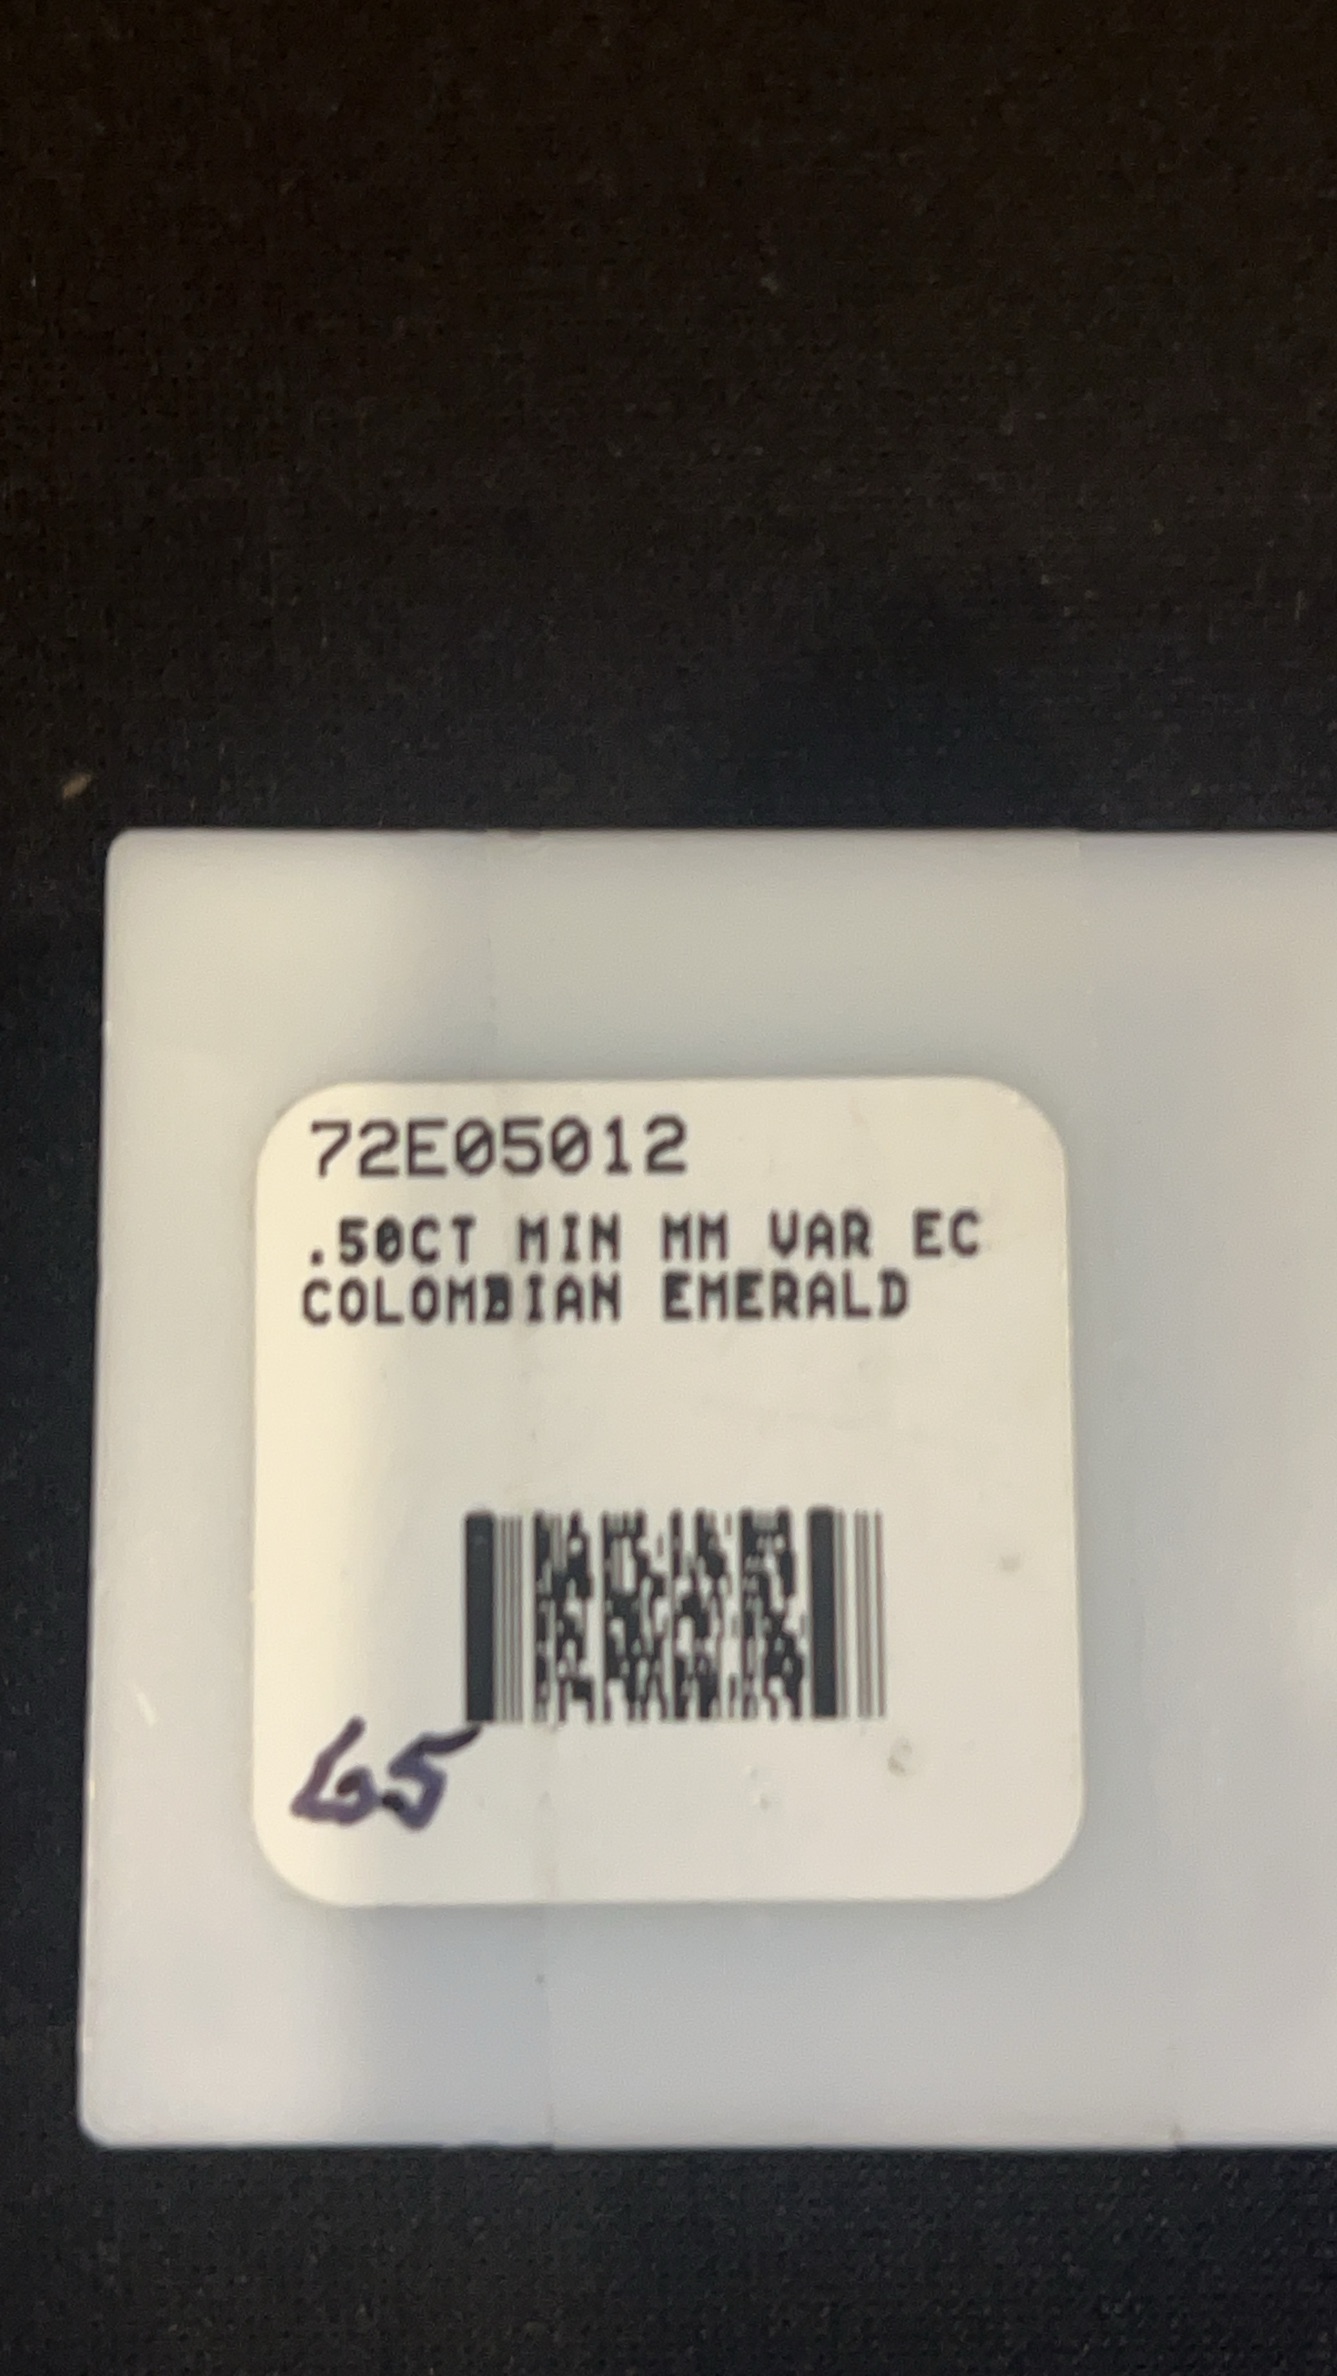 72E05012
.50CT MIN MM VAR EC
COLOMBIAN EMERALD
65